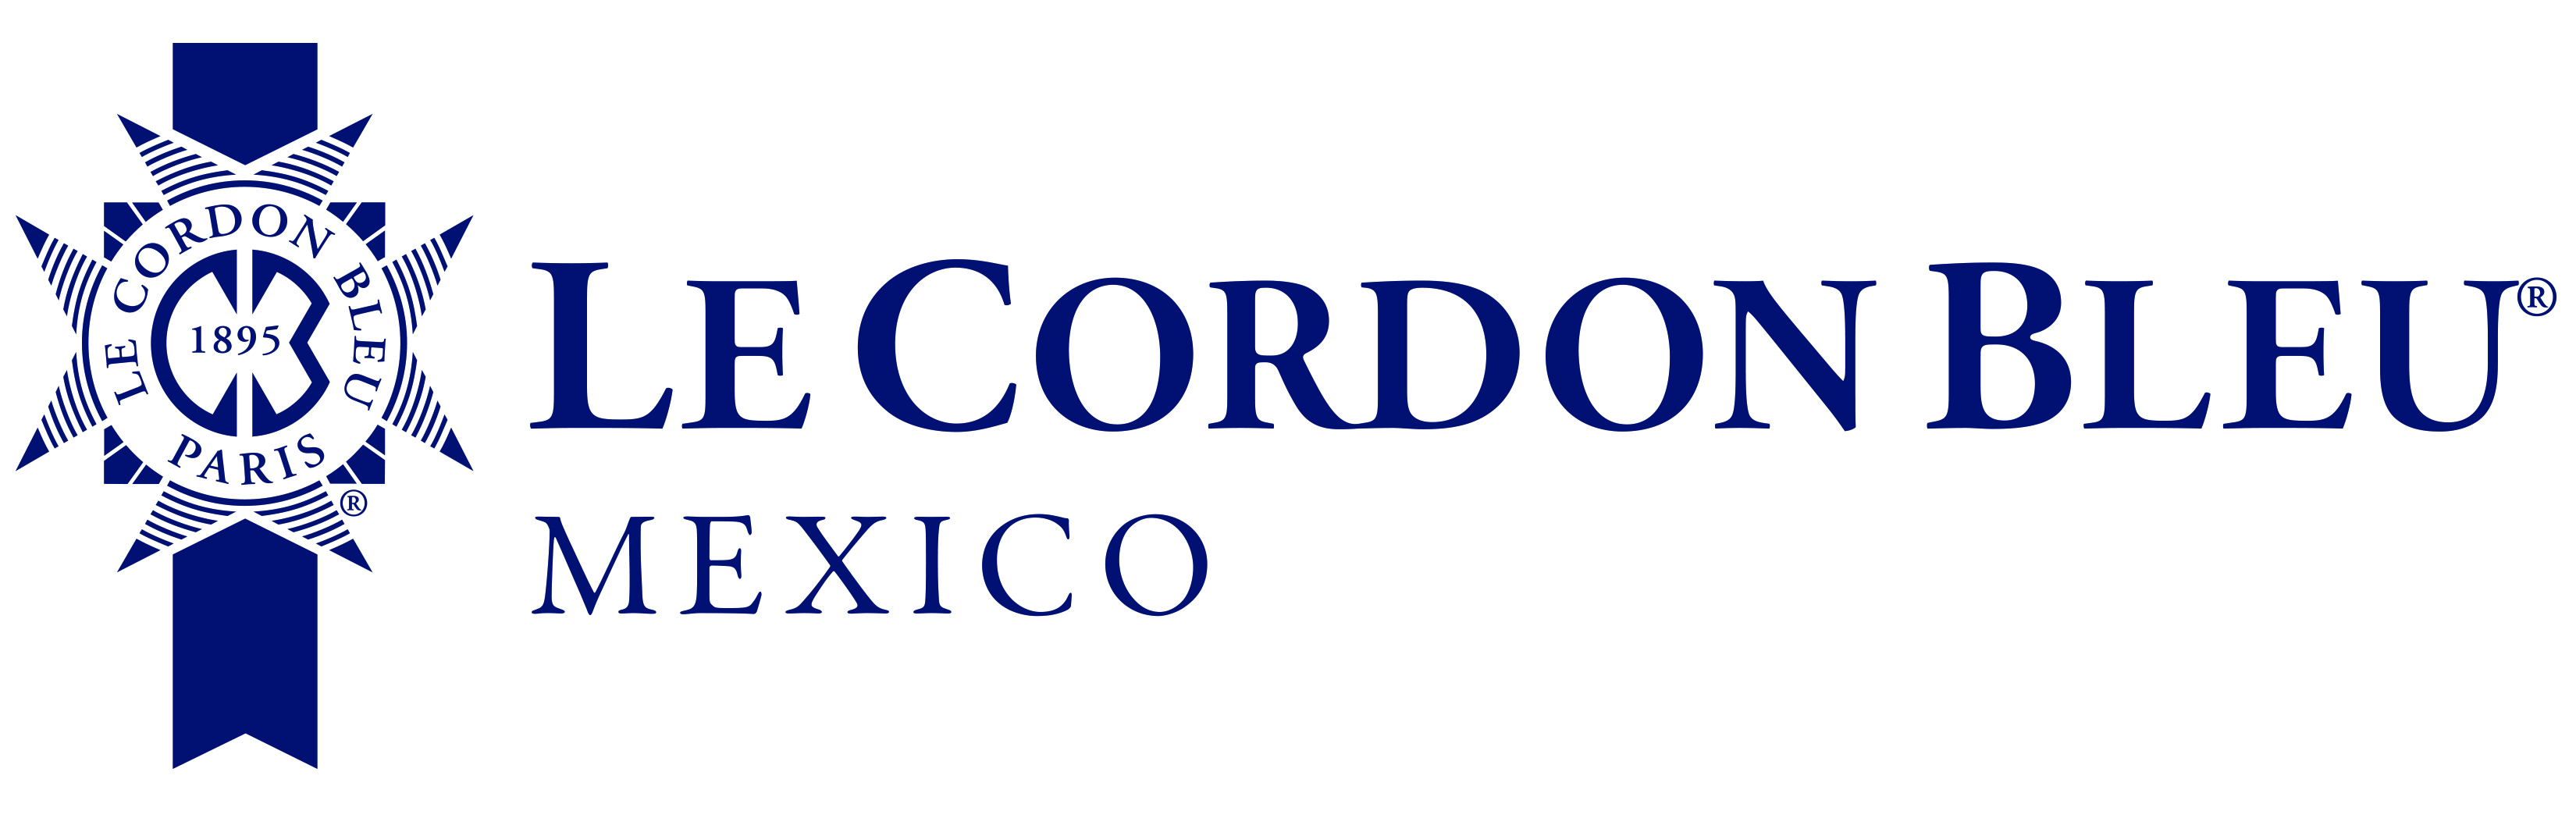 LE CORDON BLEU
1895
PARIS
®
LE CORDON BLEU®
MEXICO